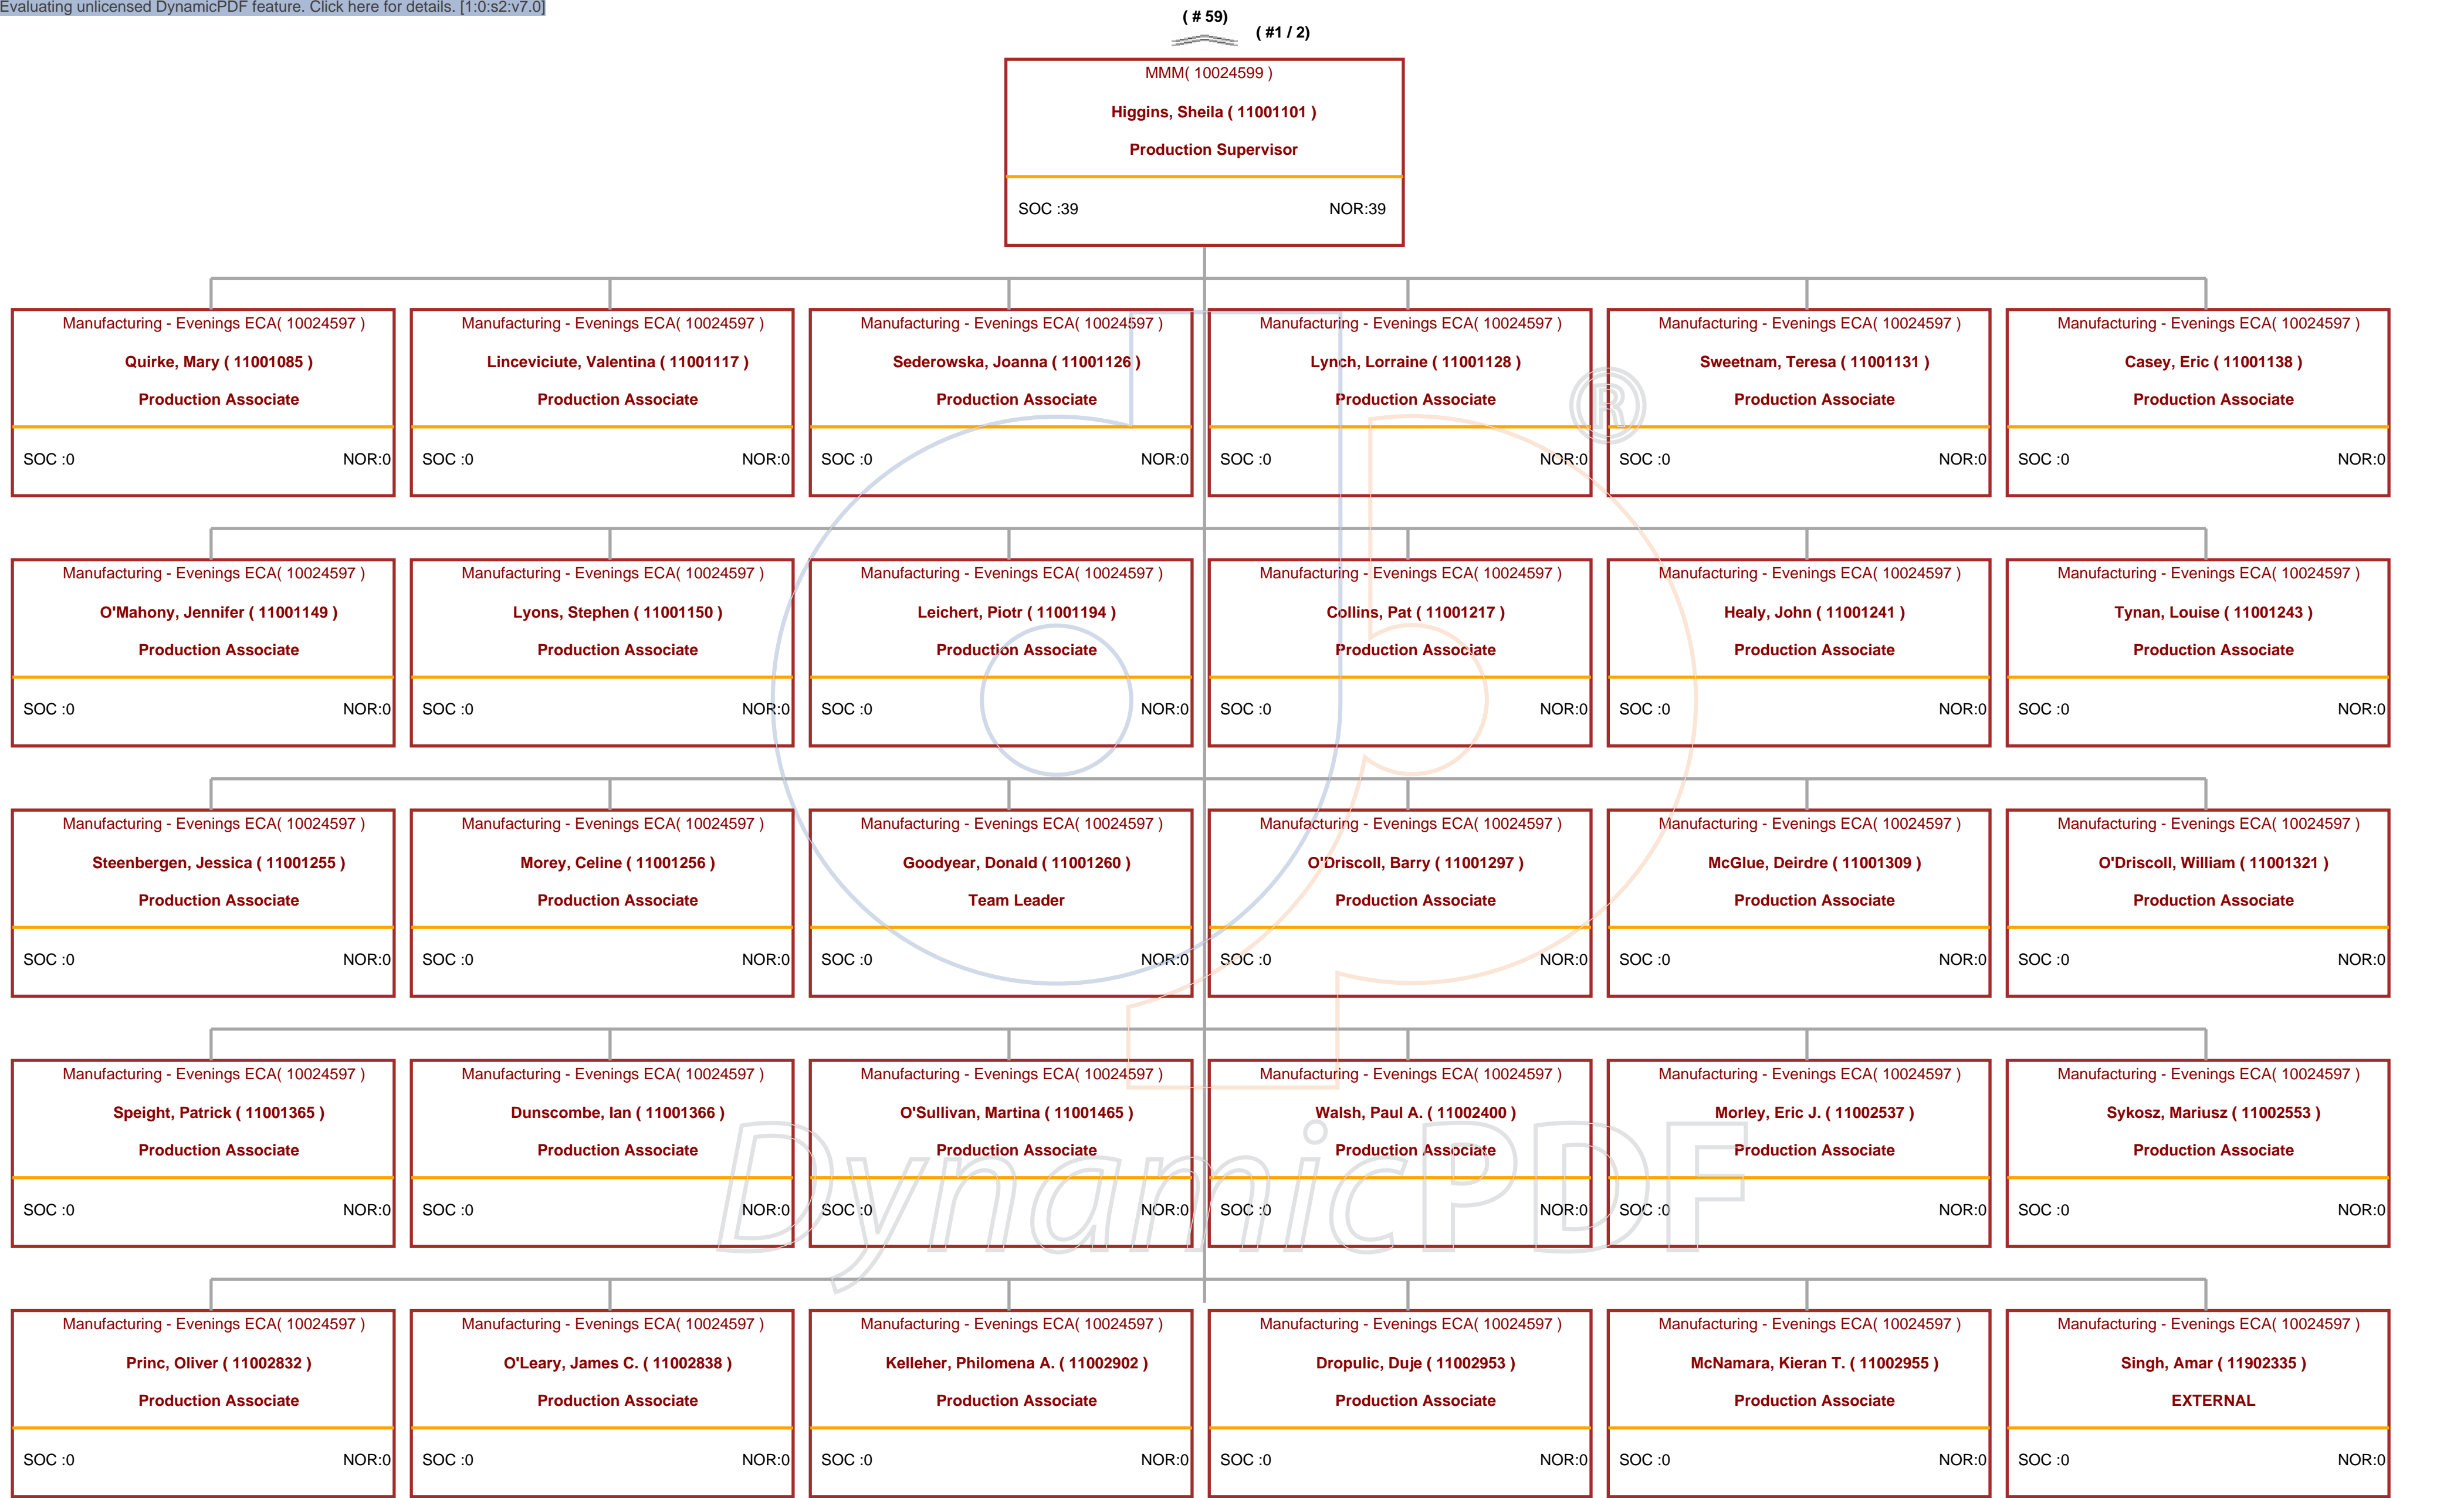 Evaluating unlicensed DynamicPDF feature. Click here for details. [1:0:s2:v7.0]
( # 59)
( #1 / 2)
MMM( 10024599 )
Higgins, Sheila ( 11001101 )
Production Supervisor
SOC :39 NOR:39
Manufacturing - Evenings ECA( 10024597 )
Quirke, Mary ( 11001085 )
Production Associate
SOC :0 NOR:0
Manufacturing - Evenings ECA( 10024597 )
Linceviciute, Valentina ( 11001117 )
Production Associate
SOC :0 NOR:0
Manufacturing - Evenings ECA( 10024597 )
Sederowska, Joanna ( 11001126 )
Production Associate
SOC :0 NOR:0
Manufacturing - Evenings ECA( 10024597 )
Lynch, Lorraine ( 11001128 )
Production Associate
SOC :0 NOR:0
Manufacturing - Evenings ECA( 10024597 )
Sweetnam, Teresa ( 11001131 )
Production Associate
SOC :0 NOR:0
Manufacturing - Evenings ECA( 10024597 )
Casey, Eric ( 11001138 )
Production Associate
SOC :0 NOR:0
Manufacturing - Evenings ECA( 10024597 )
O'Mahony, Jennifer ( 11001149 )
Production Associate
SOC :0 NOR:0
Manufacturing - Evenings ECA( 10024597 )
Lyons, Stephen ( 11001150 )
Production Associate
SOC :0 NOR:0
Manufacturing - Evenings ECA( 10024597 )
Leichert, Piotr ( 11001194 )
Production Associate
SOC :0 NOR:0
Manufacturing - Evenings ECA( 10024597 )
Collins, Pat ( 11001217 )
Production Associate
SOC :0 NOR:0
Manufacturing - Evenings ECA( 10024597 )
Healy, John ( 11001241 )
Production Associate
SOC :0 NOR:0
Manufacturing - Evenings ECA( 10024597 )
Tynan, Louise ( 11001243 )
Production Associate
SOC :0 NOR:0
Manufacturing - Evenings ECA( 10024597 )
Steenbergen, Jessica ( 11001255 )
Production Associate
SOC :0 NOR:0
Manufacturing - Evenings ECA( 10024597 )
Morey, Celine ( 11001256 )
Production Associate
SOC :0 NOR:0
Manufacturing - Evenings ECA( 10024597 )
Goodyear, Donald ( 11001260 )
Team Leader
SOC :0 NOR:0
Manufacturing - Evenings ECA( 10024597 )
O'Driscoll, Barry ( 11001297 )
Production Associate
SOC :0 NOR:0
Manufacturing - Evenings ECA( 10024597 )
McGlue, Deirdre ( 11001309 )
Production Associate
SOC :0 NOR:0
Manufacturing - Evenings ECA( 10024597 )
O'Driscoll, William ( 11001321 )
Production Associate
SOC :0 NOR:0
Manufacturing - Evenings ECA( 10024597 )
Speight, Patrick ( 11001365 )
Production Associate
SOC :0 NOR:0
Manufacturing - Evenings ECA( 10024597 )
Dunscombe, Ian ( 11001366 )
Production Associate
SOC :0 NOR:0
Manufacturing - Evenings ECA( 10024597 )
O'Sullivan, Martina ( 11001465 )
Production Associate
SOC :0 NOR:0
Manufacturing - Evenings ECA( 10024597 )
Walsh, Paul A. ( 11002400 )
Production Associate
SOC :0 NOR:0
Manufacturing - Evenings ECA( 10024597 )
Morley, Eric J. ( 11002537 )
Production Associate
SOC :0 NOR:0
Manufacturing - Evenings ECA( 10024597 )
Sykosz, Mariusz ( 11002553 )
Production Associate
SOC :0 NOR:0
Manufacturing - Evenings ECA( 10024597 )
Princ, Oliver ( 11002832 )
Production Associate
SOC :0 NOR:0
Manufacturing - Evenings ECA( 10024597 )
O'Leary, James C. ( 11002838 )
Production Associate
SOC :0 NOR:0
Manufacturing - Evenings ECA( 10024597 )
Kelleher, Philomena A. ( 11002902 )
Production Associate
SOC :0 NOR:0
Manufacturing - Evenings ECA( 10024597 )
Dropulic, Duje ( 11002953 )
Production Associate
SOC :0 NOR:0
Manufacturing - Evenings ECA( 10024597 )
McNamara, Kieran T. ( 11002955 )
Production Associate
SOC :0 NOR:0
Manufacturing - Evenings ECA( 10024597 )
Singh, Amar ( 11902335 )
EXTERNAL
SOC :0 NOR:0
®
DynamicPDF